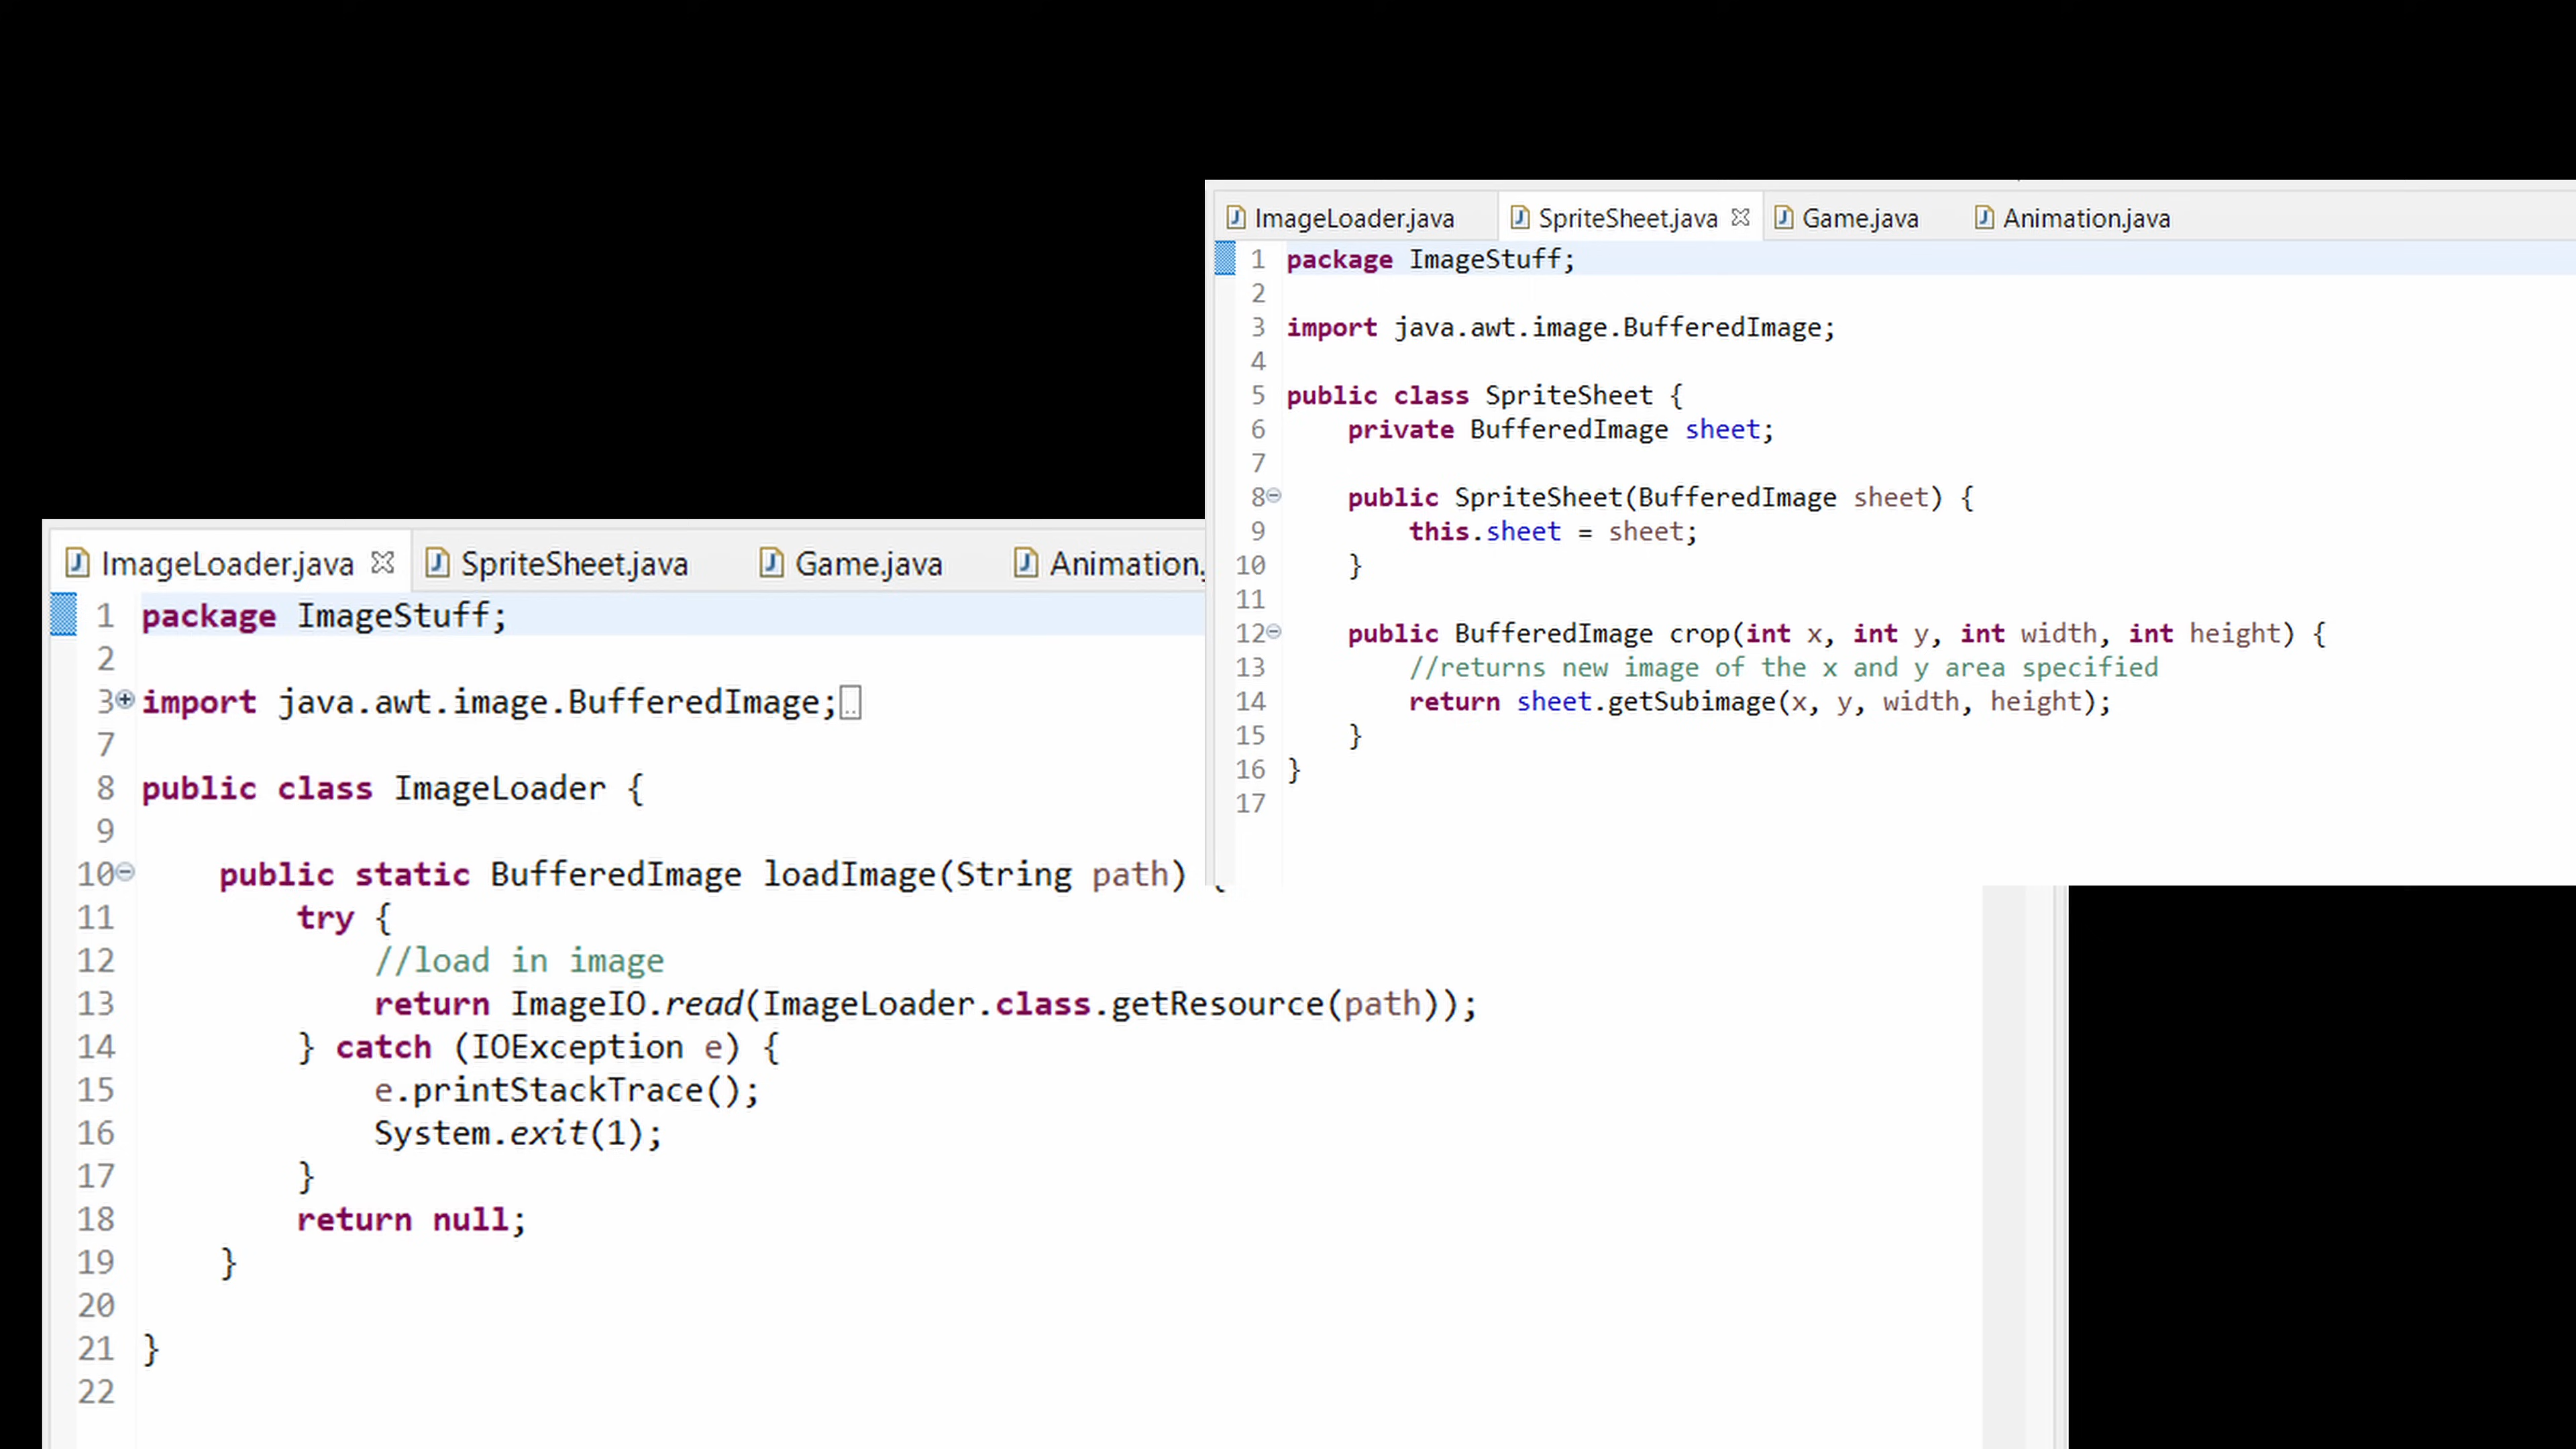 ImageLoader.java SpriteSheet.java Game.java Animation.java
1 package ImageStuff;
2
3 import java.awt.image.BufferedImage;
4
5 public class SpriteSheet {
6 private BufferedImage sheet;
7
8 public SpriteSheet(BufferedImage sheet) {
9 this.sheet = sheet;
10 }
11
12 public BufferedImage crop(int x, int y, int width, int height) {
13 //returns new image of the x and y area specified
14 return sheet.getSubimage(x, y, width, height);
15 }
16 }
17
ImageLoader.java SpriteSheet.java Game.java Animation.
1 package ImageStuff;
2
3 import java.awt.image.BufferedImage;
7
8 public class ImageLoader {
9
10 public static BufferedImage loadImage(String path) {
11 try {
12 //load in image
13 return ImageIO.read(ImageLoader.class.getResource(path));
14 } catch (IOException e) {
15 e.printStackTrace();
16 System.exit(1);
17 }
18 return null;
19 }
20
21 }
22